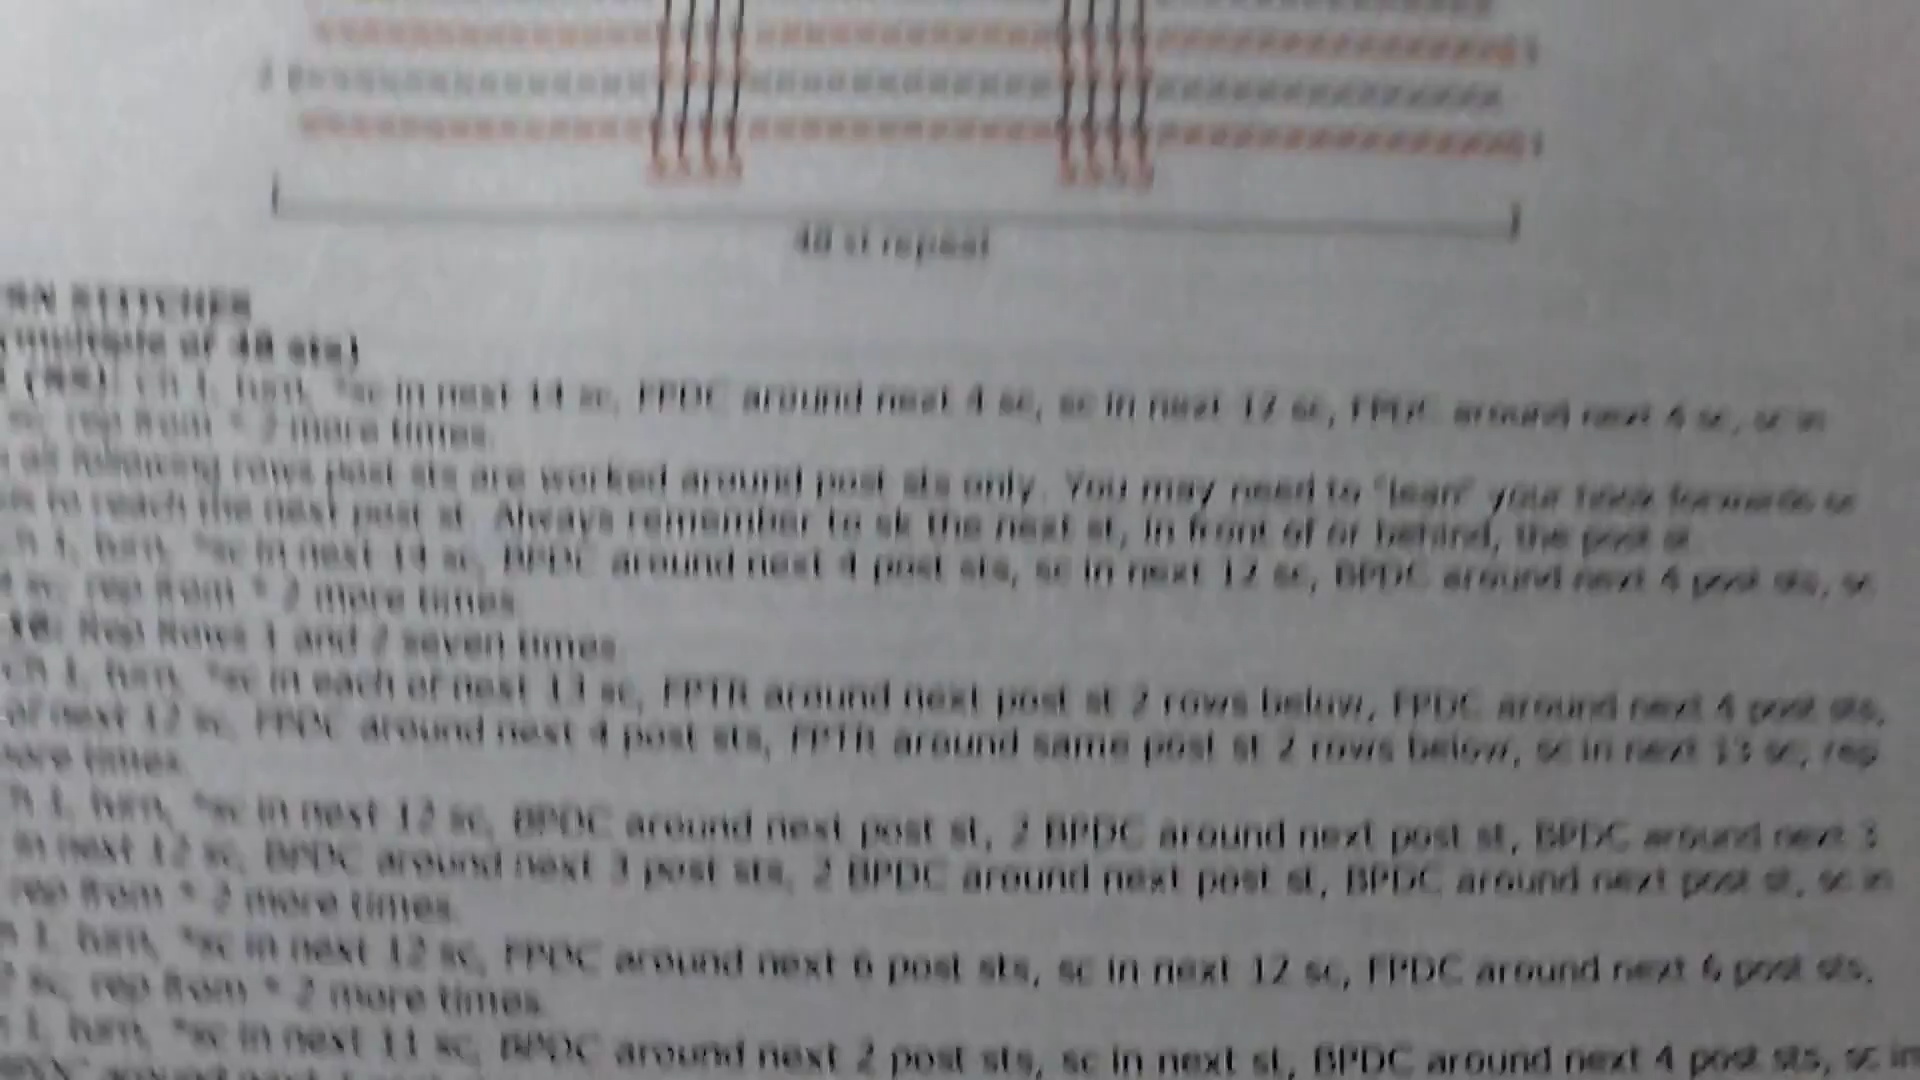 48 st repeat
RN STITCHES
(multiple of 48 sts)
(RS): Ch 1, turn, *sc in next 14 sc, FPDC around next 4 sc, sc in next 12 sc, FPDC around next 4 sc, sc in
sc; rep from * 2 more times.
all following rows post sts are worked around post sts only. You may need to "lean" your hook forwards or
to reach the next post st. Always remember to sk the next st, in front of or behind, the post st.
1, turn, *sc in next 14 sc, BPDC around next 4 post sts, sc in next 12 sc, BPDC around next 4 post sts, sc
sc; rep from * 2 more times.
Rep Rows 1 and 2 seven times.
Ch 1, turn, *sc in each of next 13 sc, FPTR around next post st 2 rows below, FPDC around next 4 post sts,
of next 12 sc, FPDC around next 4 post sts, FPTR around same post st 2 rows below, sc in next 13 sc, rep
more times.
1, turn, *sc in next 12 sc, BPDC around next post st, 2 BPDC around next post st, BPDC around next 3
in next 12 sc, BPDC around next 3 post sts, 2 BPDC around next post st, BPDC around next post st, sc in
rep from * 2 more times.
1, turn, *sc in next 12 sc, FPDC around next 6 post sts, sc in next 12 sc, FPDC around next 6 post sts,
sc, rep from * 2 more times.
1, turn, *sc in next 11 sc, BPDC around next 2 post sts, sc in next st, BPDC around next 4 post sts, sc in